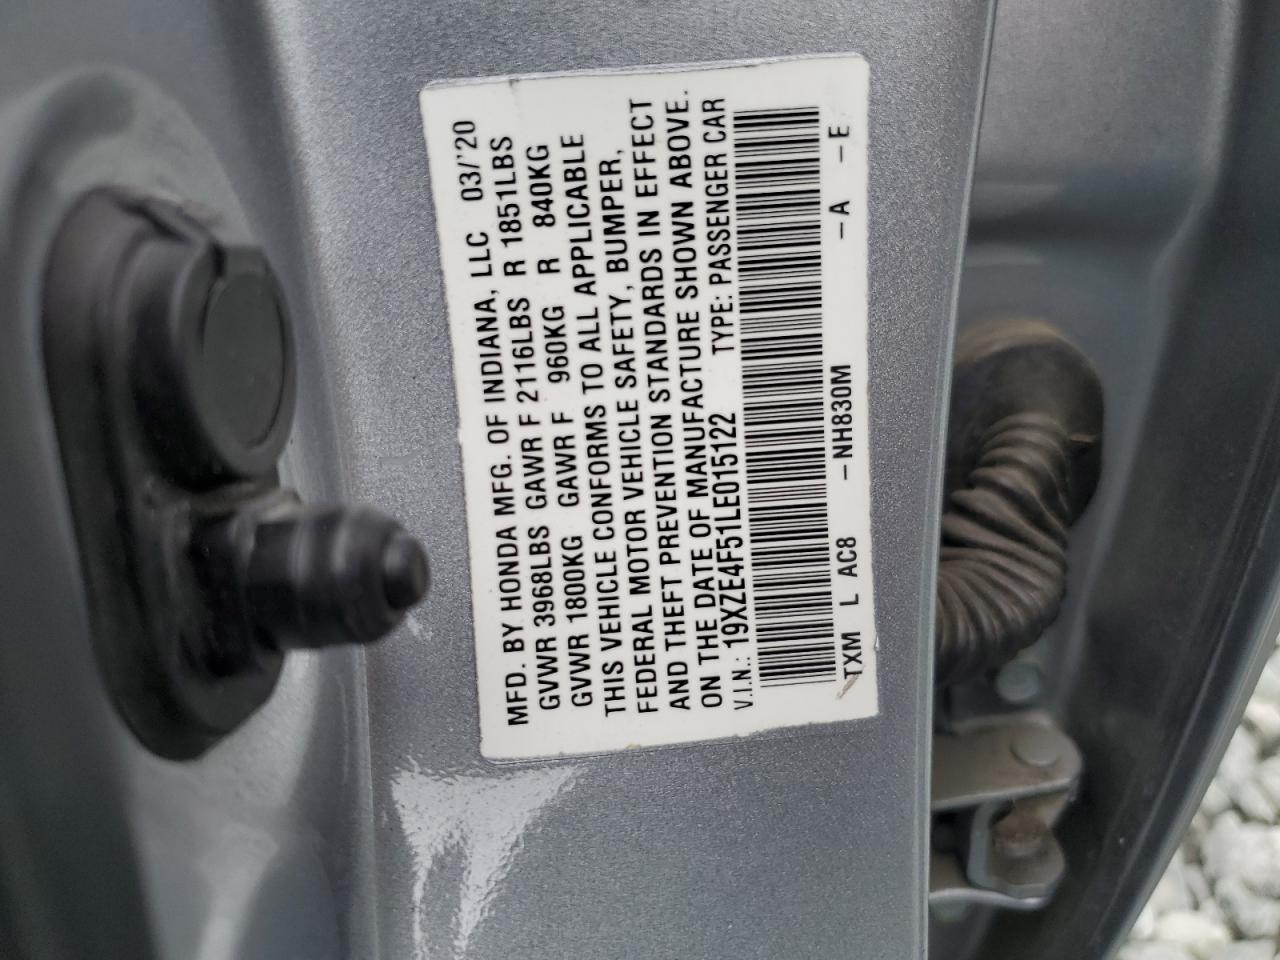 MFD. BY HONDA MFG. OF INDIANA, LLC 03/'20
GVWR 3968LBS GAWR F 2116LBS R 1851LBS
GVWR 1800KG GAWR F 960KG R 840KG
THIS VEHICLE CONFORMS TO ALL APPLICABLE
FEDERAL MOTOR VEHICLE SAFETY, BUMPER,
AND THEFT PREVENTION STANDARDS IN EFFECT
ON THE DATE OF MANUFACTURE SHOWN ABOVE.
V.I.N.: 19XZE4F51LE015122 TYPE: PASSENGER CAR
TXM L AC8 -NH830M -A -E